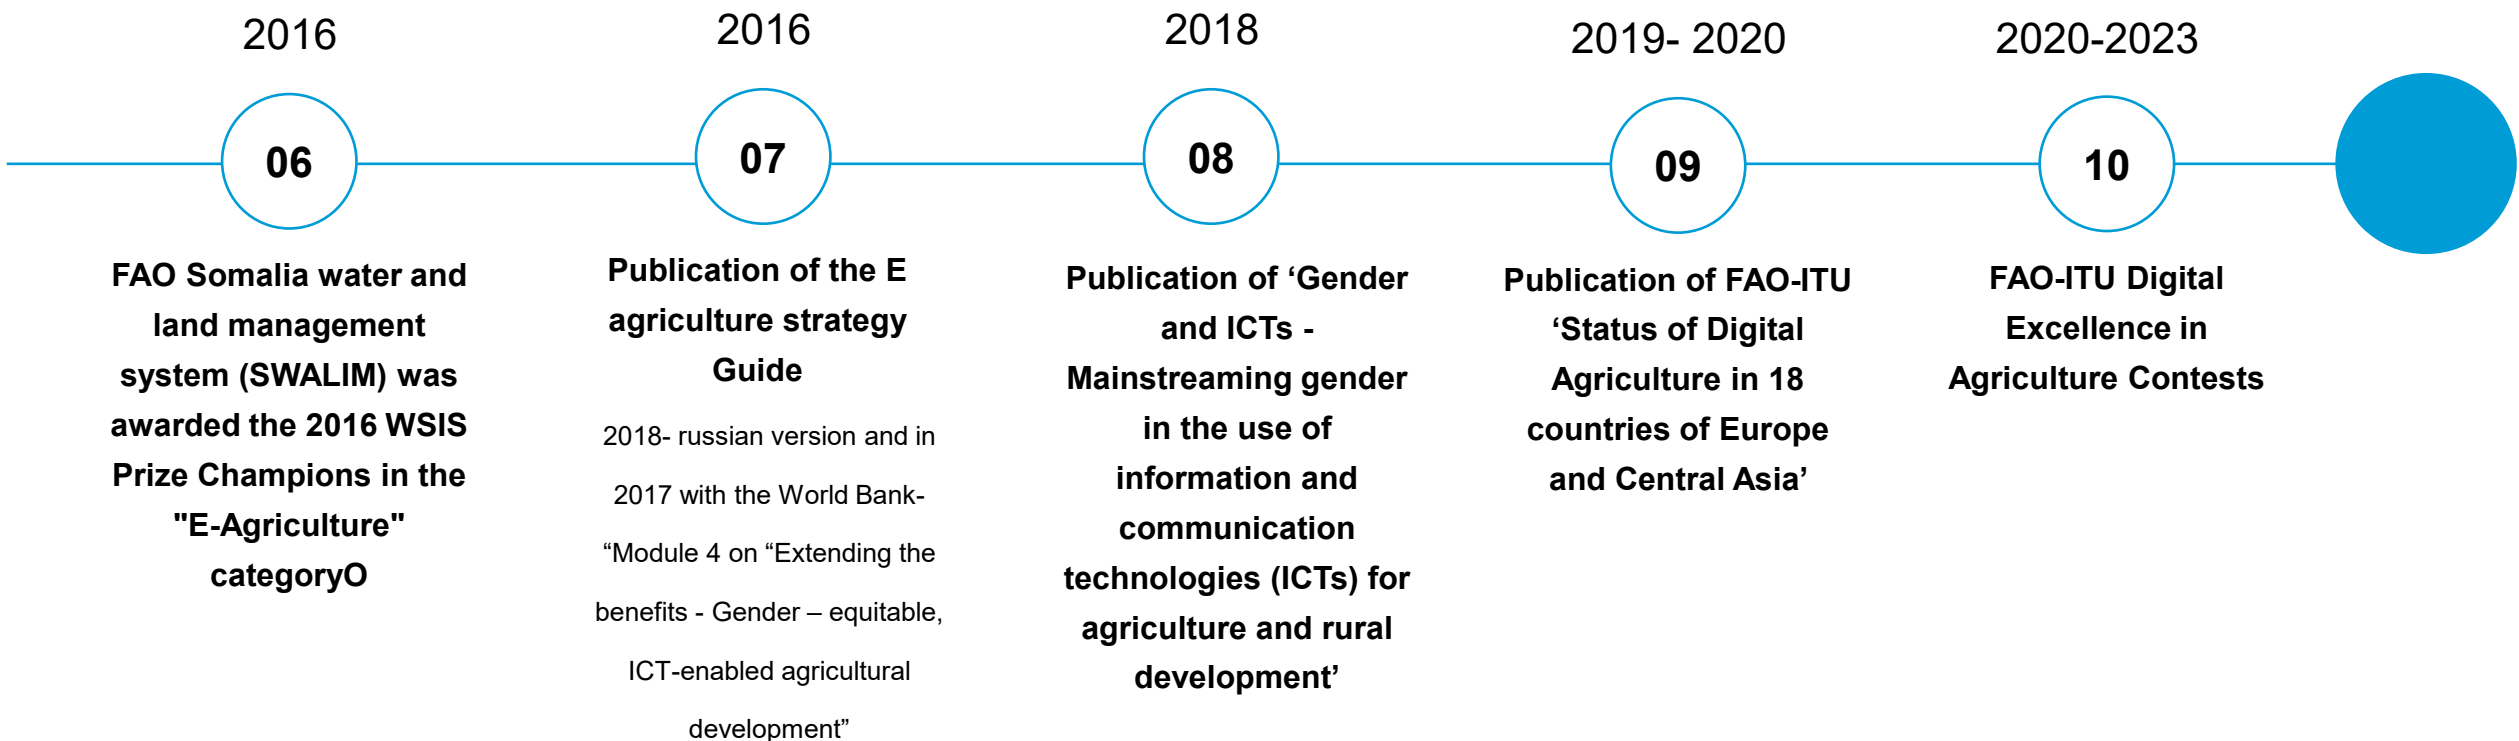 2016
06
FAO Somalia water and
land management
system (SWALIM) was
awarded the 2016 WSIS
Prize Champions in the
"E-Agriculture"
categoryO
2016
07
Publication of the E
agriculture strategy
Guide
2018- russian version and in
2017 with the World Bank-
“Module 4 on “Extending the
benefits - Gender – equitable,
ICT-enabled agricultural
development”
2018
08
Publication of ‘Gender
and ICTs -
Mainstreaming gender
in the use of
information and
communication
technologies (ICTs) for
agriculture and rural
development’
2019- 2020
09
Publication of FAO-ITU
‘Status of Digital
Agriculture in 18
countries of Europe
and Central Asia’
2020-2023
10
FAO-ITU Digital
Excellence in
Agriculture Contests